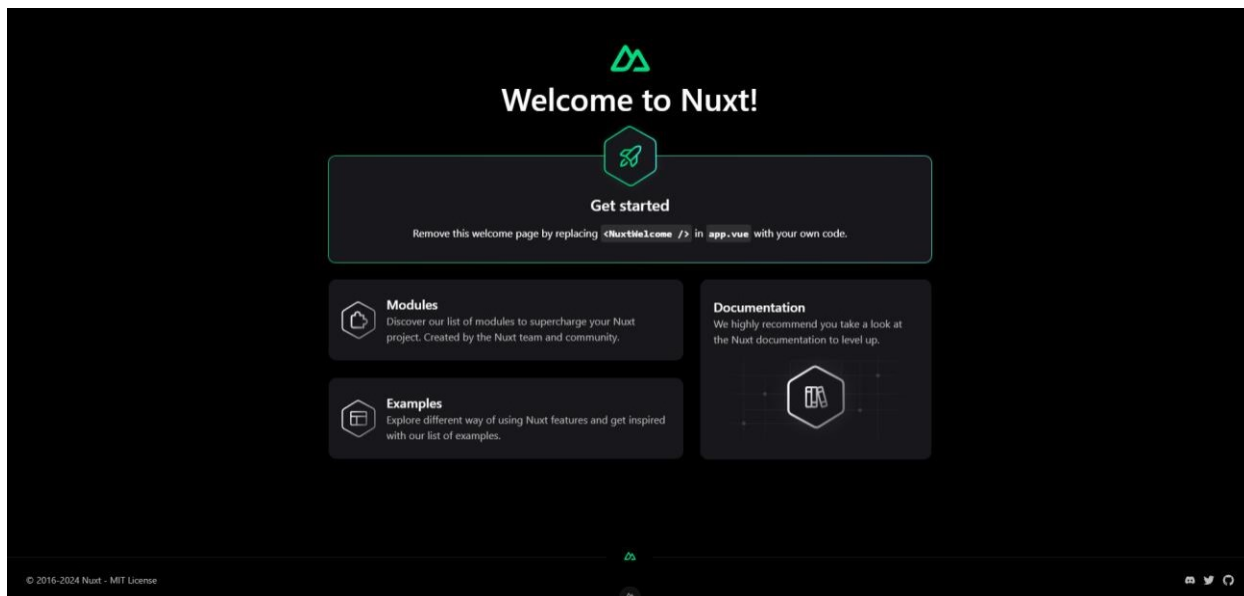 Welcome to Nuxt!
Get started
Remove this welcome page by replacing <NuxtWelcome /> in app.vue with your own code.
Modules
Discover our list of modules to supercharge your Nuxt
project. Created by the Nuxt team and community.
Documentation
We highly recommend you take a look at
the Nuxt documentation to level up.
Examples
Explore different way of using Nuxt features and get inspired
with our list of examples.
© 2016-2024 Nuxt - MIT License